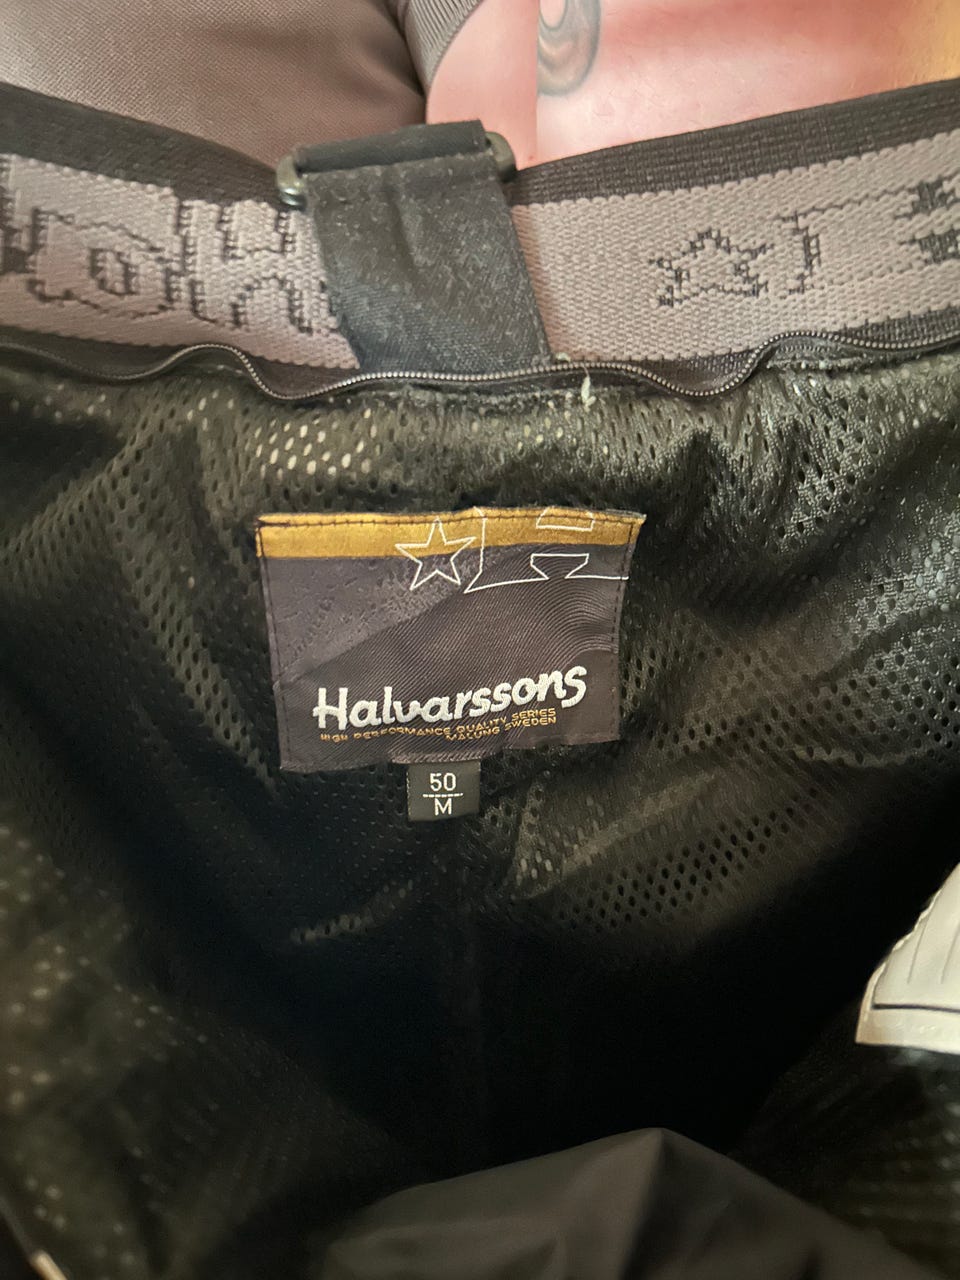 Halvarssons
HIGH PERFORMANCE QUALITY SERIES
MALUNG SWEDEN
50
M